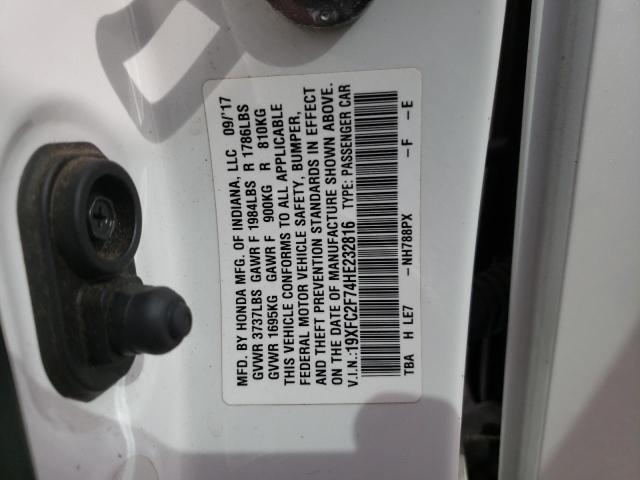 MFD. BY HONDA MFG. OF INDIANA, LLC 09/'17
GVWR 3737LBS GAWR F 1984LBS R 1786LBS
GVWR 1695KG GAWR F 900KG R 810KG
THIS VEHICLE CONFORMS TO ALL APPLICABLE
FEDERAL MOTOR VEHICLE SAFETY, BUMPER,
AND THEFT PREVENTION STANDARDS IN EFFECT
ON THE DATE OF MANUFACTURE SHOWN ABOVE.
V.I.N.:19XFC2F74HE232816 TYPE: PASSENGER CAR
TBA H LE7 - NH788PX - F - E